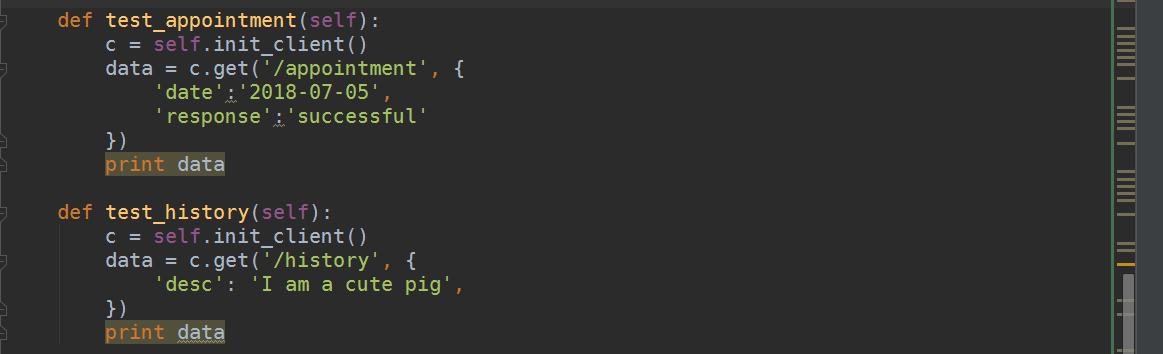 def test_appointment(self):
c = self.init_client()
data = c.get('/appointment', {
'date':'2018-07-05',
'response':'successful'
})
print data
def test_history(self):
c = self.init_client()
data = c.get('/history', {
'desc': 'I am a cute pig',
})
print data